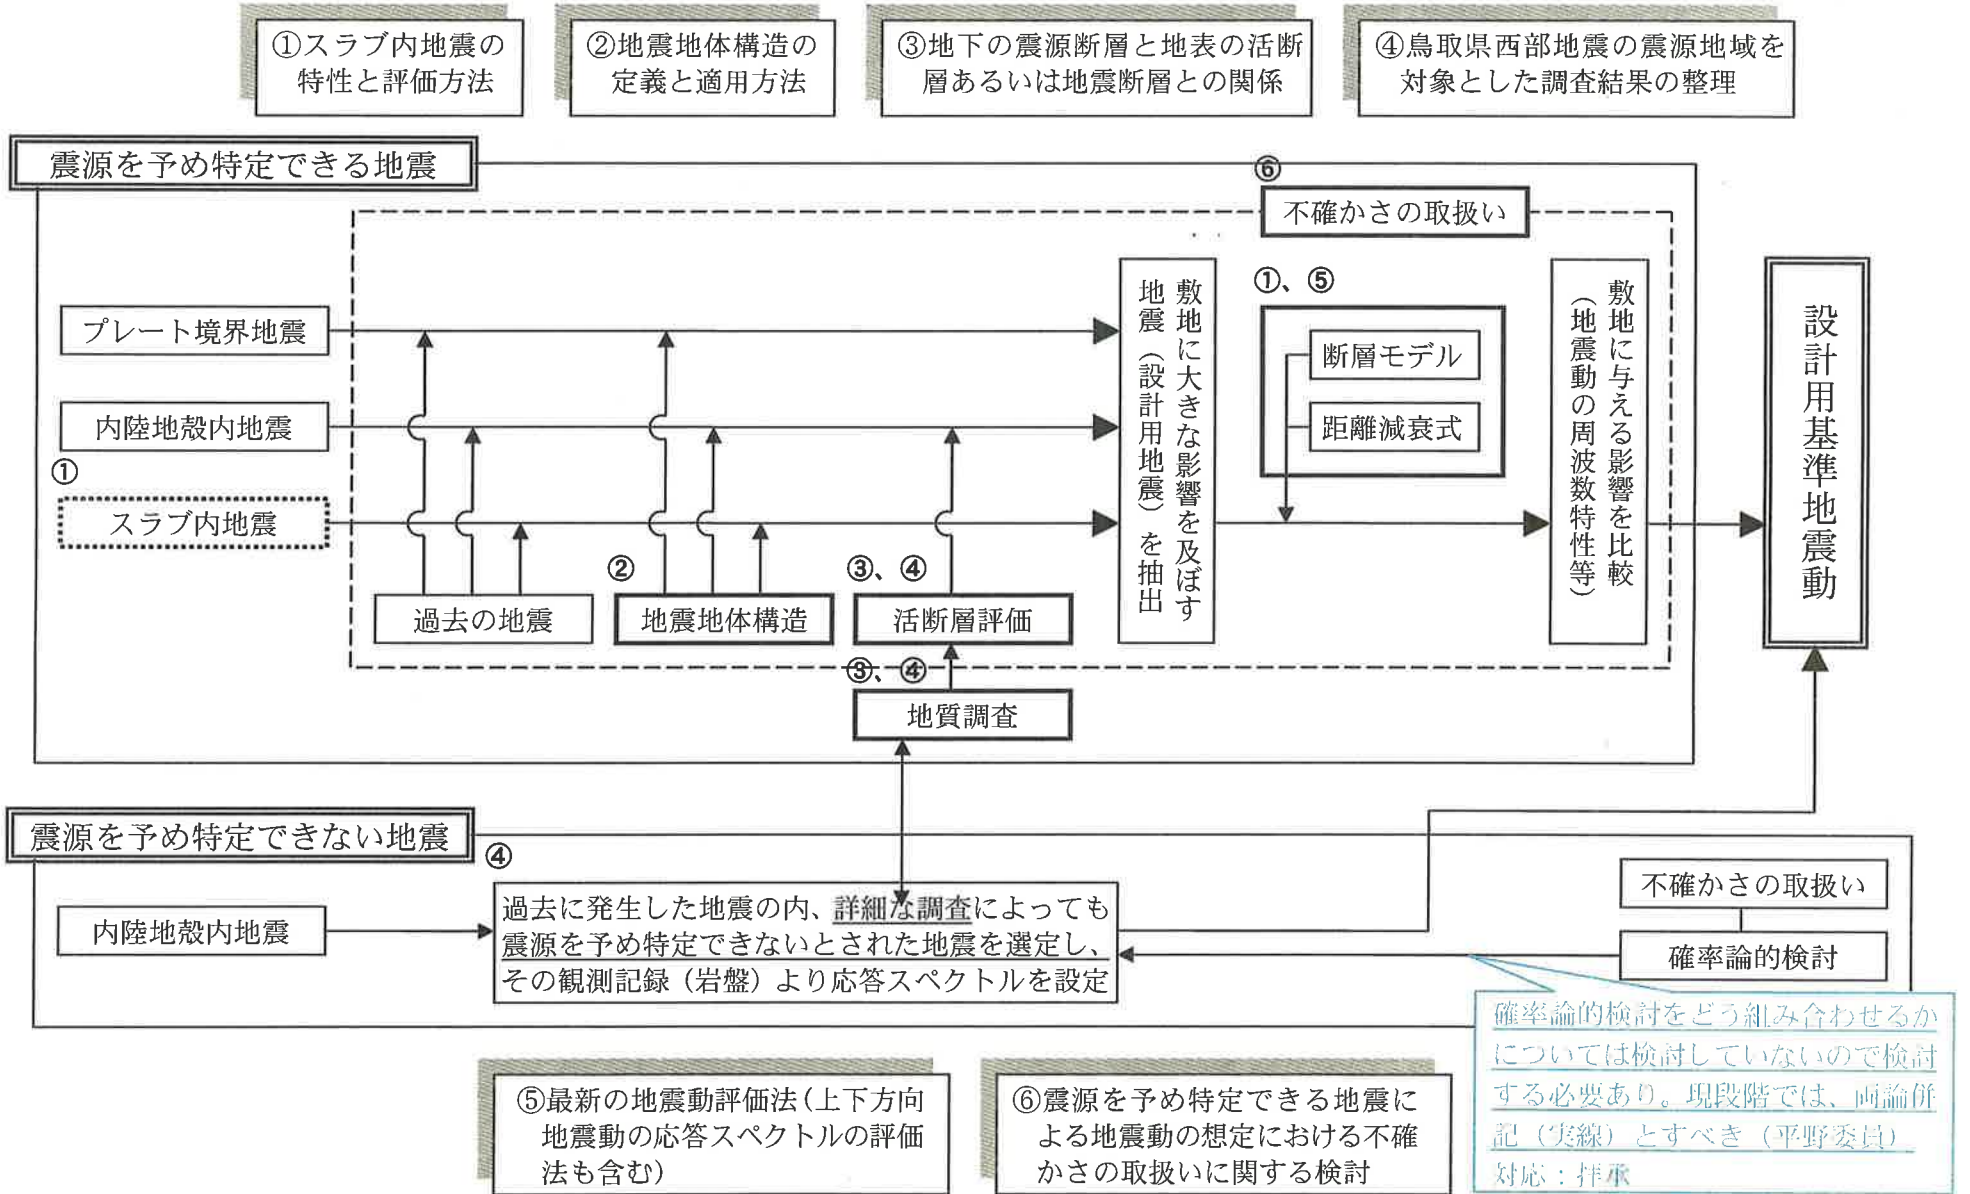 ①スラブ内地震の
特性と評価方法
②地震地体構造の
定義と適用方法
③地下の震源断層と地表の活断
層あるいは地震断層との関係
④鳥取県西部地震の震源地域を
対象とした調査結果の整理
震源を予め特定できる地震
⑥
不確かさの取扱い
プレート境界地震
内陸地殻内地震
①
スラブ内地震
過去の地震
②
地震地体構造
③、④
活断層評価
③、④
地質調査
敷地に大きな影響を及ぼす
地震（設計用地震）を抽出
①、⑤
断層モデル
距離減衰式
敷地に与える影響を比較
（地震動の周波数特性等）
設計用基準地震動
震源を予め特定できない地震
④
内陸地殻内地震
過去に発生した地震の内、詳細な調査によっても
震源を予め特定できないとされた地震を選定し、
その観測記録（岩盤）より応答スペクトルを設定
不確かさの取扱い
確率論的検討
確率論的検討をどう組み合わせるか
については検討していないので検討
する必要あり。現段階では、両論併
記（実線）とすべき（平野委員）
対応：拝承
⑤最新の地震動評価法（上下方向
地震動の応答スペクトルの評価
法も含む）
⑥震源を予め特定できる地震に
よる地震動の想定における不確
かさの取扱いに関する検討